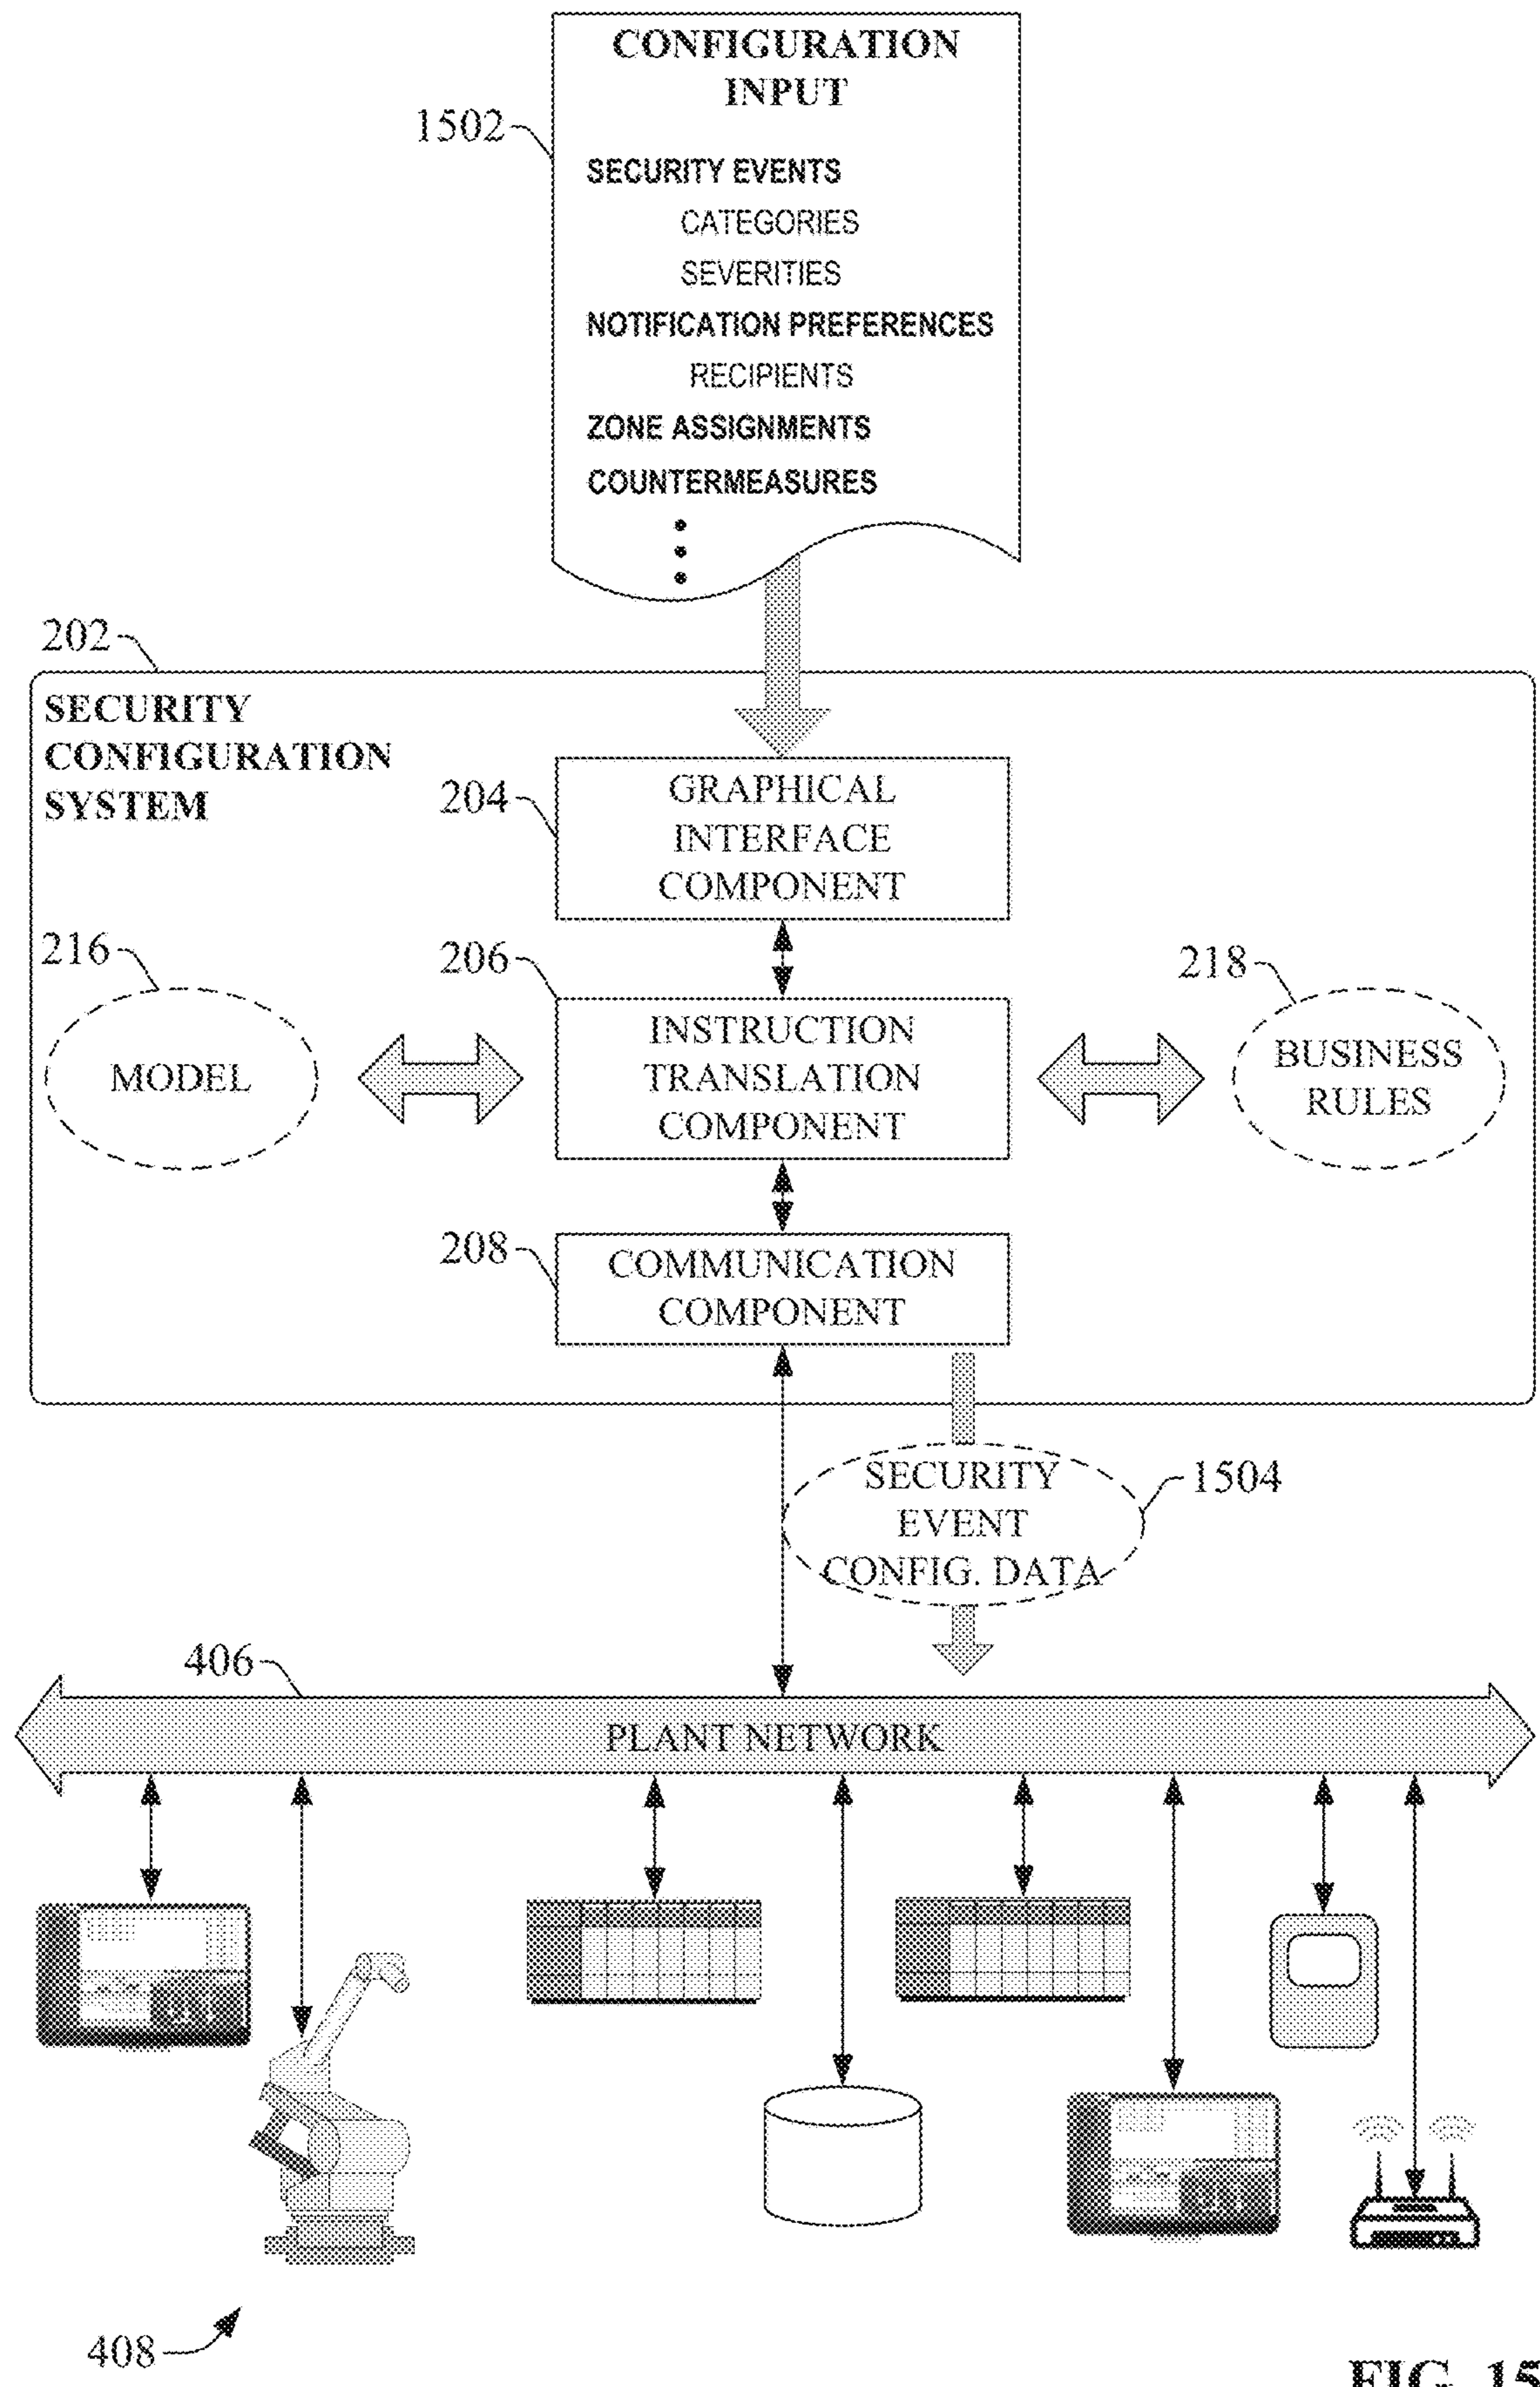 CONFIGURATION
INPUT
1502
SECURITY EVENTS
CATEGORIES
SEVERITIES
NOTIFICATION PREFERENCES
RECIPIENTS
ZONE ASSIGNMENTS
COUNTERMEASURES
202
SECURITY
CONFIGURATION
SYSTEM
204
GRAPHICAL
INTERFACE
COMPONENT
216
MODEL
206
INSTRUCTION
TRANSLATION
COMPONENT
218
BUSINESS
RULES
208
COMMUNICATION
COMPONENT
SECURITY
EVENT
CONFIG. DATA
1504
406
PLANT NETWORK
408
FIG. 15